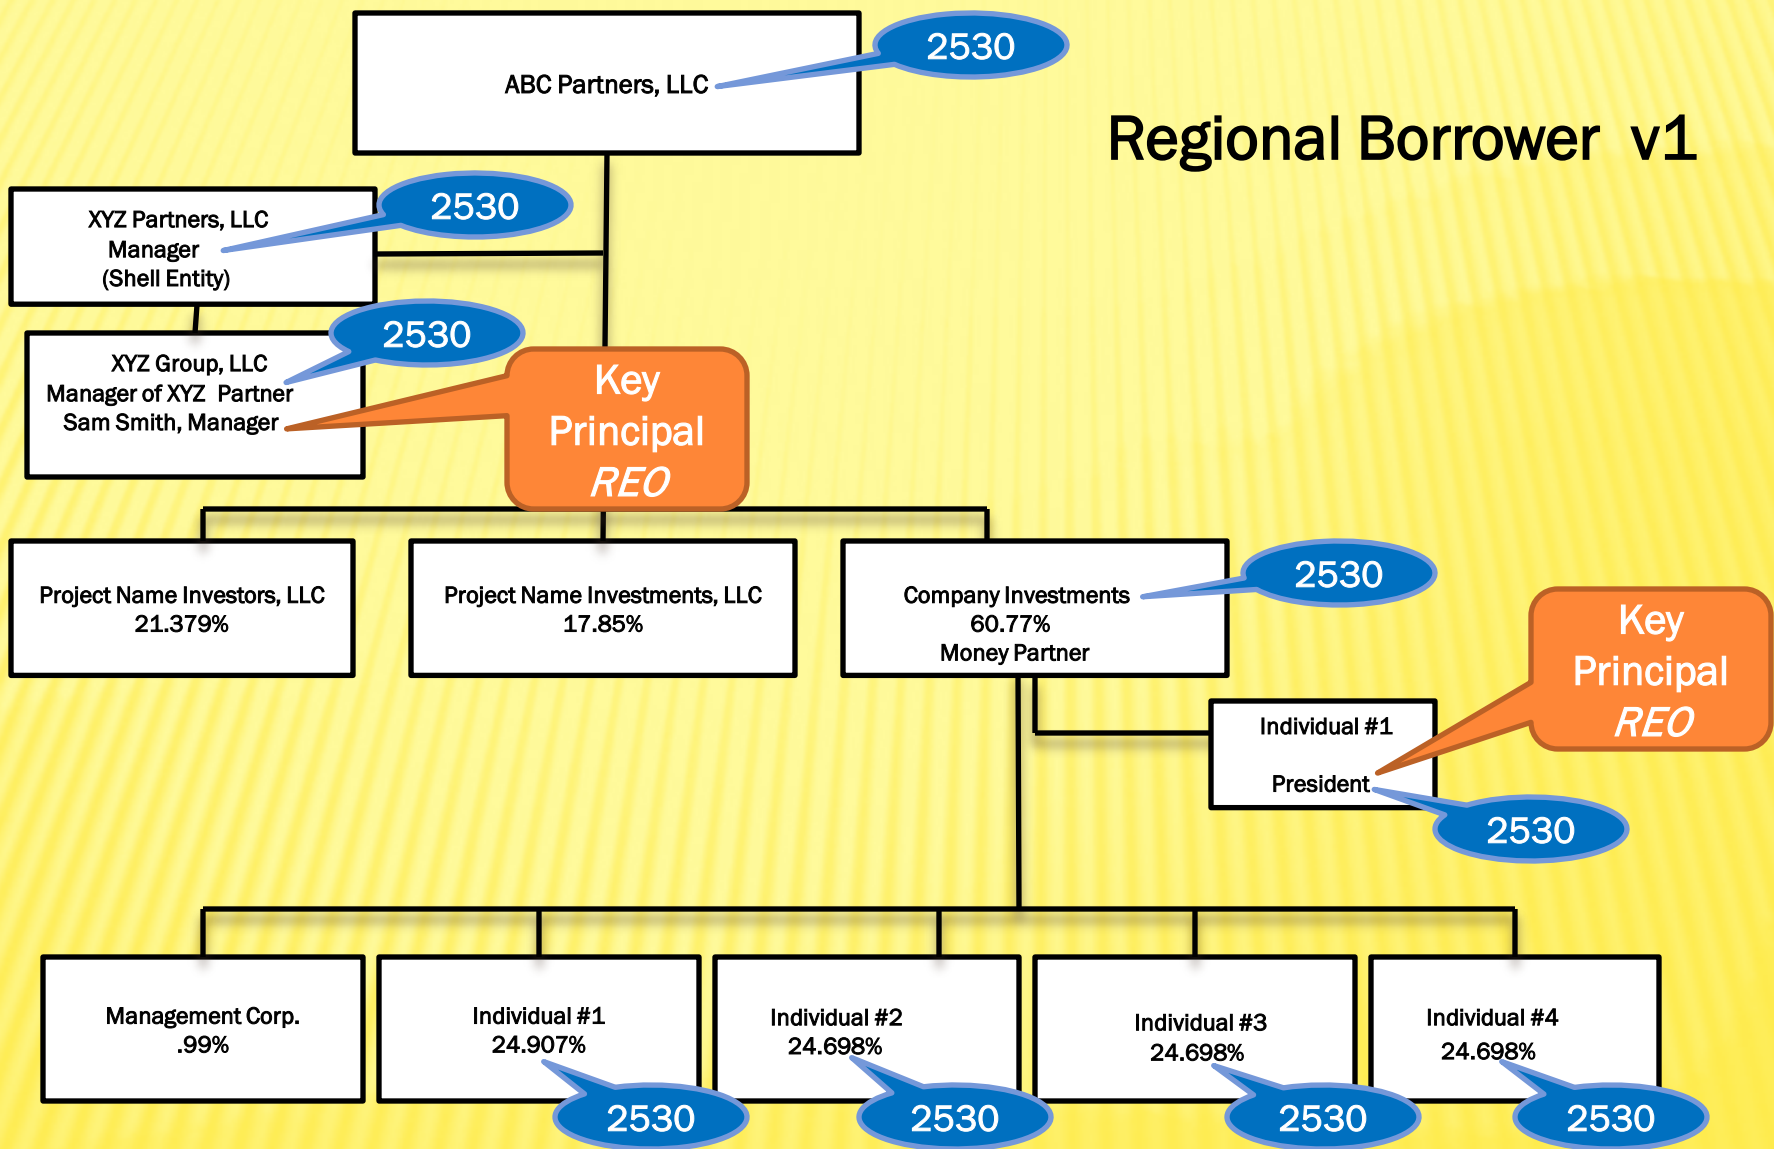 2530
ABC Partners, LLC
Regional Borrower v1
2530
XYZ Partners, LLC
Manager
(Shell Entity)
2530
XYZ Group, LLC
Manager of XYZ Partner
Sam Smith, Manager
Key
Principal
REO
Project Name Investors, LLC
21.379%
Project Name Investments, LLC
17.85%
Company Investments
60.77%
Money Partner
2530
Key
Principal
REO
Individual #1
President
2530
Management Corp.
.99%
Individual #1
24.907%
2530
Individual #2
24.698%
2530
Individual #3
24.698%
2530
Individual #4
24.698%
2530